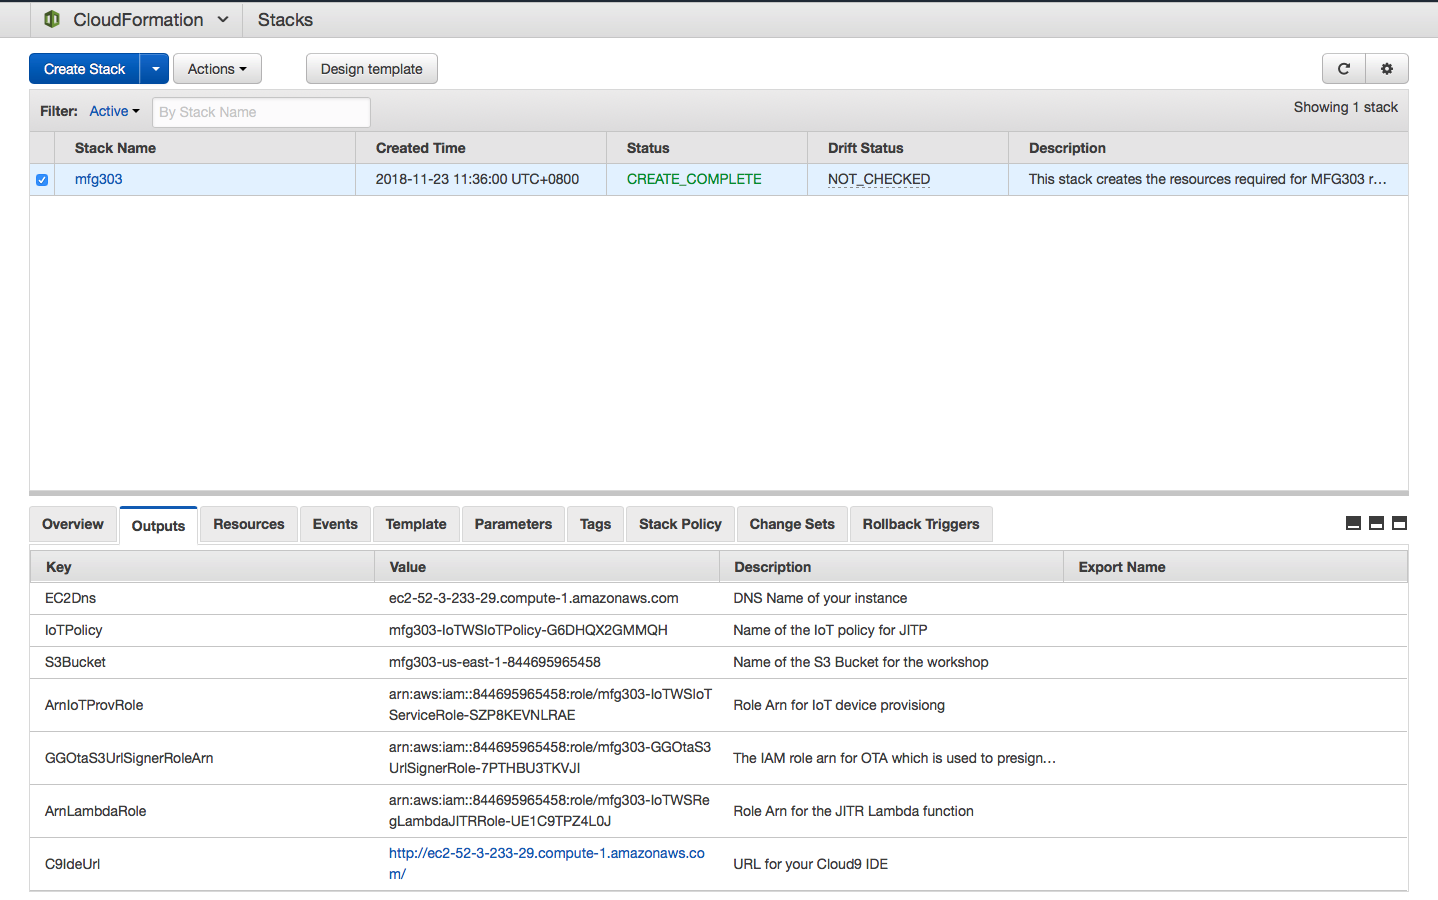 CloudFormation Stacks
Create Stack Actions Design template
Filter: Active By Stack Name Showing 1 stack
Stack Name Created Time Status Drift Status Description
mfg303 2018-11-23 11:36:00 UTC+0800 CREATE_COMPLETE NOT_CHECKED This stack creates the resources required for MFG303 r…
Overview Outputs Resources Events Template Parameters Tags Stack Policy Change Sets Rollback Triggers
Key Value Description Export Name
EC2Dns ec2-52-3-233-29.compute-1.amazonaws.com DNS Name of your instance
IoTPolicy mfg303-IoTWSIoTPolicy-G6DHQX2GMMQH Name of the IoT policy for JITP
S3Bucket mfg303-us-east-1-844695965458 Name of the S3 Bucket for the workshop
ArnIoTProvRole arn:aws:iam::844695965458:role/mfg303-IoTWSIoT
ServiceRole-SZP8KEVNLRAE Role Arn for IoT device provisiong
GGOtaS3UrlSignerRoleArn arn:aws:iam::844695965458:role/mfg303-GGOtaS3
UrlSignerRole-7PTHBU3TKVJI The IAM role arn for OTA which is used to presign…
ArnLambdaRole arn:aws:iam::844695965458:role/mfg303-IoTWSRe
gLambdaJITRRole-UE1C9TPZ4L0J Role Arn for the JITR Lambda function
C9IdeUrl http://ec2-52-3-233-29.compute-1.amazonaws.co
m/ URL for your Cloud9 IDE